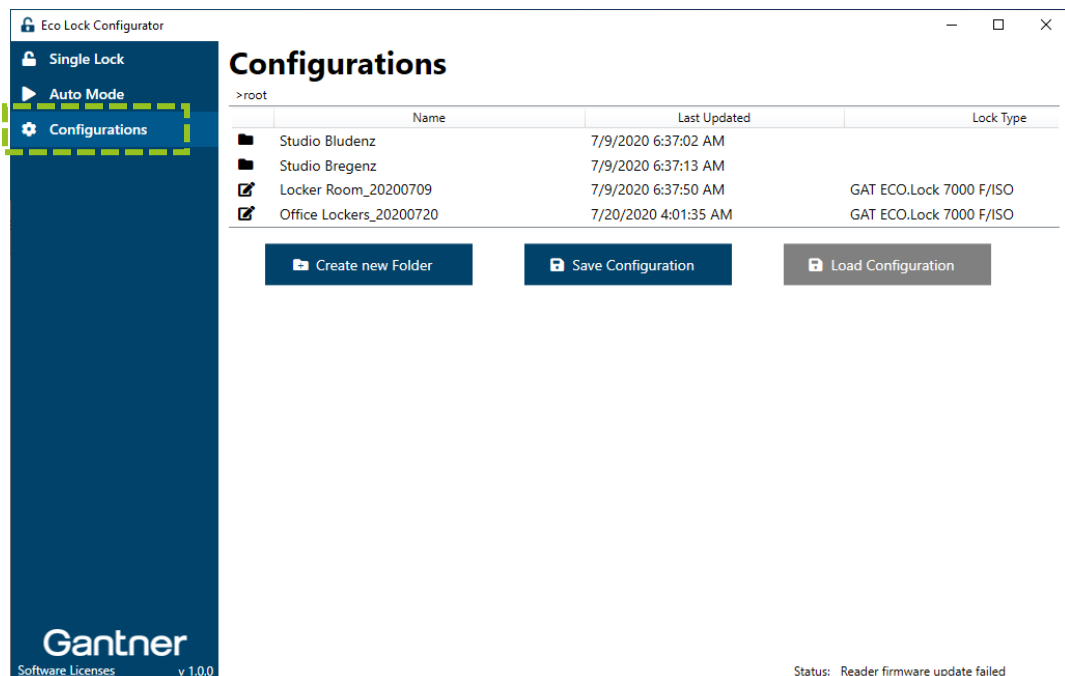 Eco Lock Configurator
Single Lock
Auto Mode
Configurations
Gantner
Software Licenses v 1.0.0
Configurations
>root
Name Last Updated Lock Type
Studio Bludenz 7/9/2020 6:37:02 AM
Studio Bregenz 7/9/2020 6:37:13 AM
Locker Room_20200709 7/9/2020 6:37:50 AM GAT ECO.Lock 7000 F/ISO
Office Lockers_20200720 7/20/2020 4:01:35 AM GAT ECO.Lock 7000 F/ISO
Create new Folder Save Configuration Load Configuration
Status: Reader firmware update failed